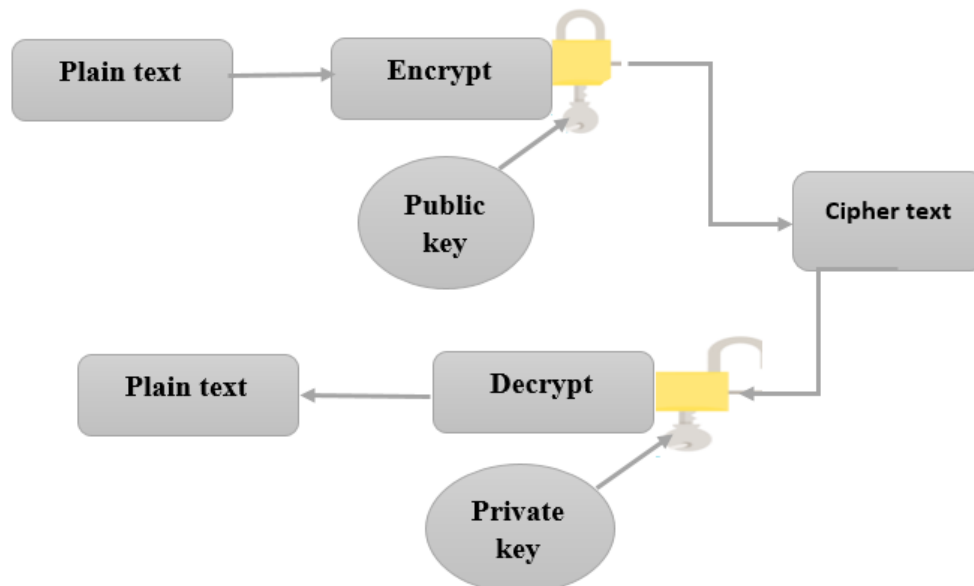 Plain text
Encrypt
Public
key
Cipher text
Plain text
Decrypt
Private
key